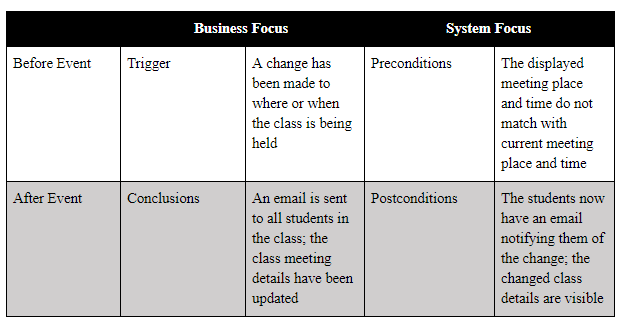 Business Focus
System Focus
Before Event
Trigger
A change has
been made to
where or when
the class is being
held
Preconditions
The displayed
meeting place
and time do not
match with
current meeting
place and time
After Event
Conclusions
An email is sent
to all students in
the class; the
class meeting
details have been
updated
Postconditions
The students now
have an email
notifying them of
the change; the
changed class
details are visible